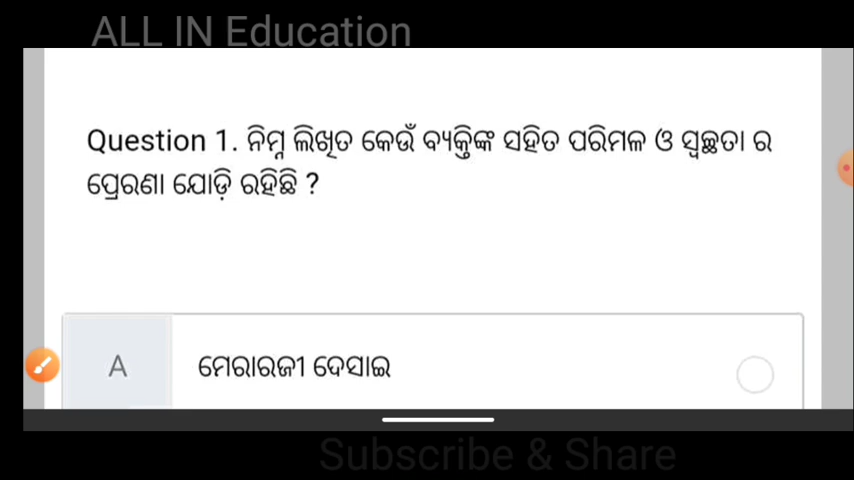 ALL IN Education
Question 1. ନିମ୍ନ ଲିଖିତ କେଉଁ ବ୍ୟକ୍ତିଙ୍କ ସହିତ ପରିମଳ ଓ ସ୍ୱଚ୍ଛତା ର
ପ୍ରେରଣା ଯୋଡ଼ି ରହିଛି ?
A ମେରାରଜୀ ଦେସାଇ
Subscribe & Share